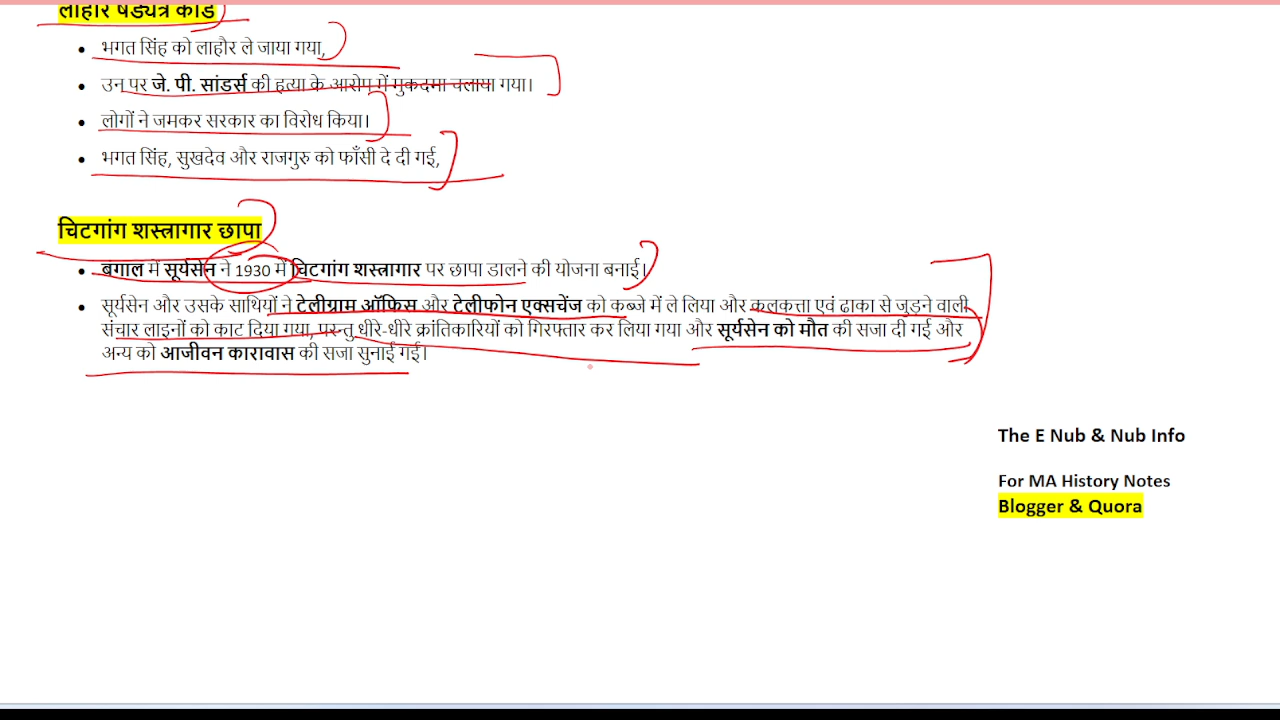 लाहौर षड्यंत्र कांड
भगत सिंह को लाहौर ले जाया गया,
उन पर जे. पी. सांडर्स की हत्या के आरोप में मुकदमा चलाया गया।
लोगों ने जमकर सरकार का विरोध किया।
भगत सिंह, सुखदेव और राजगुरु को फाँसी दे दी गई,
चिटगांग शस्त्रागार छापा
बंगाल में सूर्यसेन ने 1930 में चिटगांग शस्त्रागार पर छापा डालने की योजना बनाई।
सूर्यसेन और उसके साथियों ने टेलीग्राम ऑफिस और टेलीफोन एक्सचेंज को कब्जे में ले लिया और कलकत्ता एवं ढाका से जुड़ने वाली
संचार लाइनों को काट दिया गया, परन्तु धीरे-धीरे क्रांतिकारियों को गिरफ्तार कर लिया गया और सूर्यसेन को मौत की सजा दी गई और
अन्य को आजीवन कारावास की सजा सुनाई गई।
The E Nub & Nub Info
For MA History Notes
Blogger & Quora